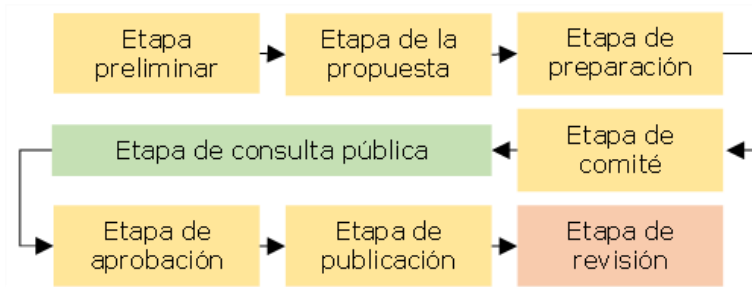 Etapa
preliminar
Etapa de la
propuesta
Etapa de
preparación
Etapa de
comité
Etapa de consulta pública
Etapa de
aprobación
Etapa de
publicación
Etapa de
revisión